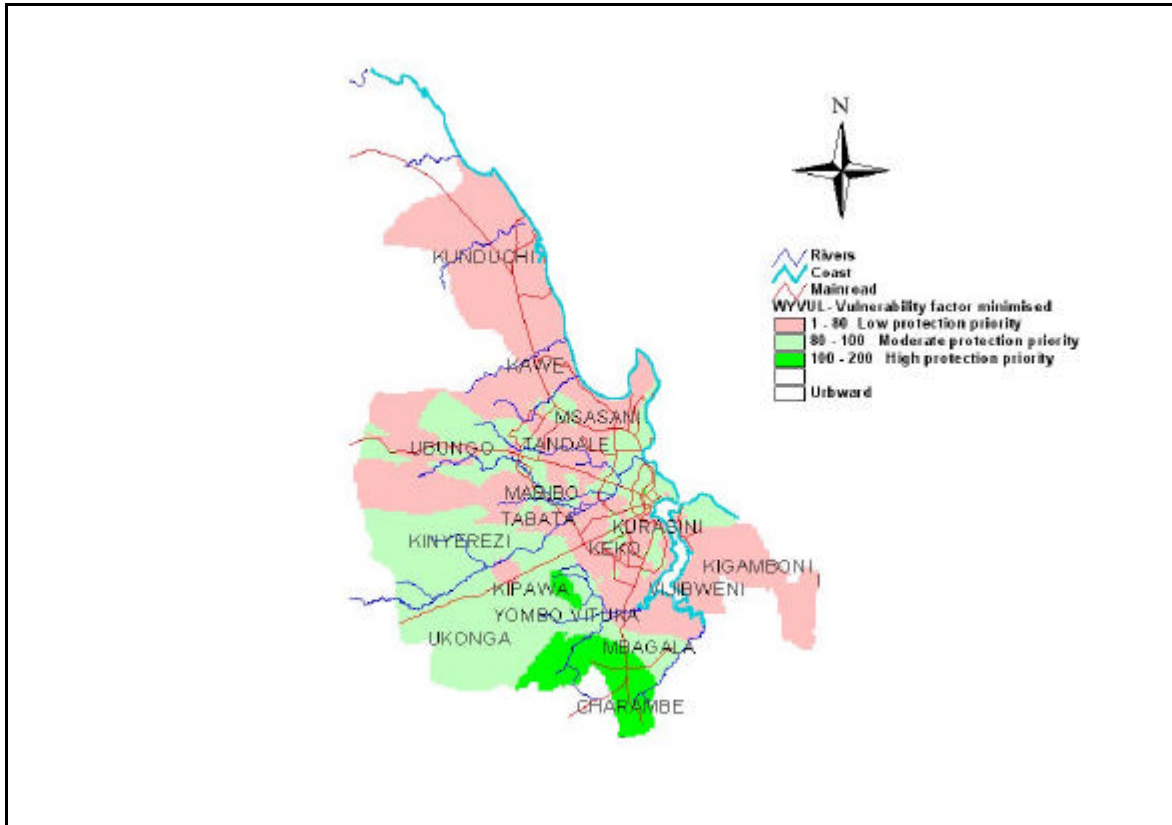 N
Rivers
Coast
Mainroad
WYVUL - Vulnerability factor minimised
1 - 80 Low protection priority
80 - 100 Moderate protection priority
100 - 200 High protection priority
Urbward
KUNDUCHI
KAWE
MSASANI
UBUNGO
TANDALE
MABIBO
TABATA
KURASINI
KINYEREZI
KEKO
KIGAMBONI
KIPAWA
VIJIBWENI
YOMBO VITUKA
UKONGA
MBAGALA
CHARAMBE